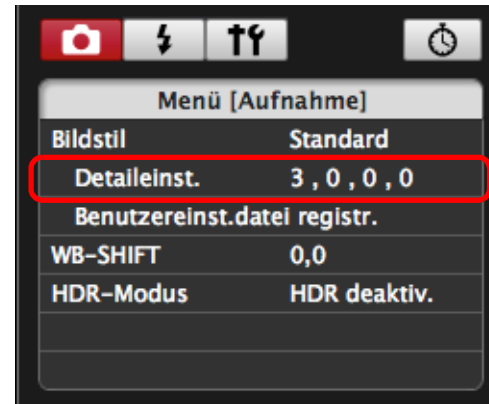 Menü [Aufnahme]
Bildstil Standard
Detaileinst. 3 , 0 , 0 , 0
Benutzereinst.datei registr.
WB-SHIFT 0,0
HDR-Modus HDR deaktiv.